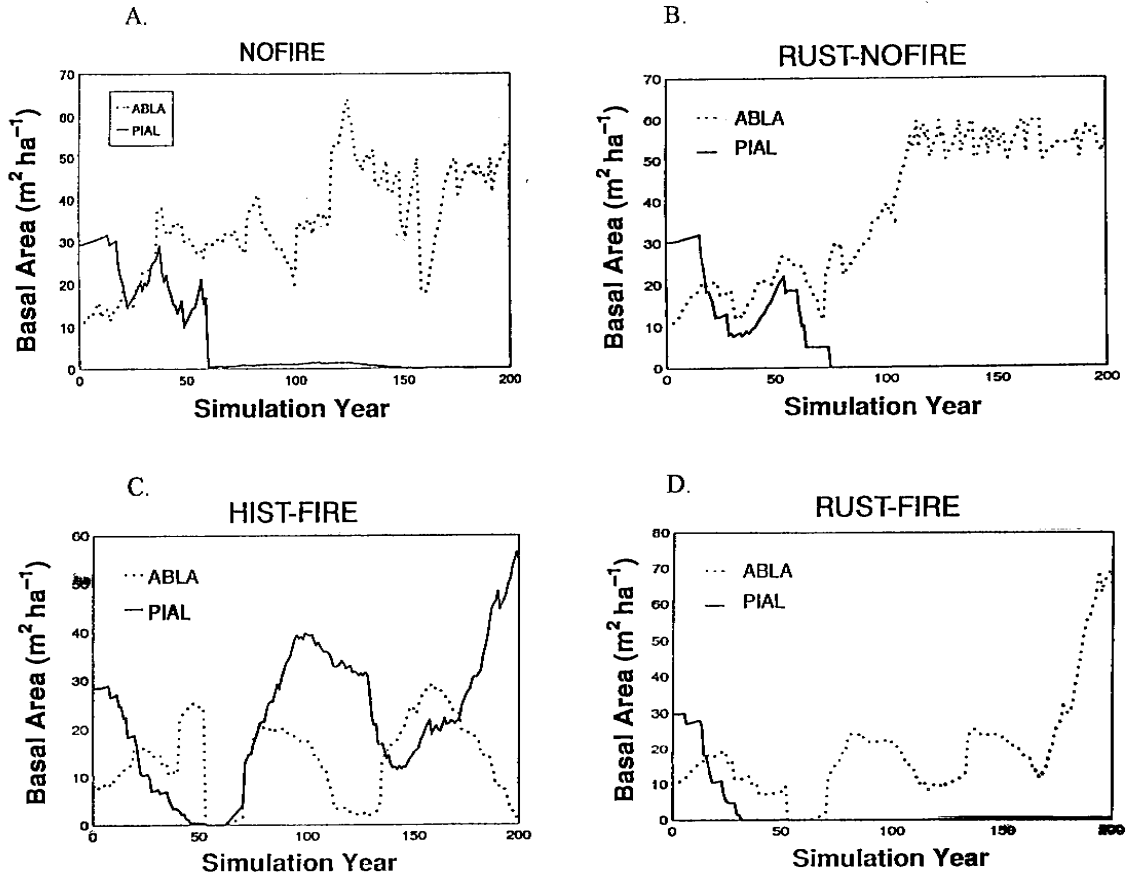 A.
NOFIRE
Basal Area (m² ha⁻¹)
70
60
50
40
30
20
10
0
ABLA
PIAL
0 50 100 150 200
Simulation Year
B.
RUST-NOFIRE
Basal Area (m² ha⁻¹)
70
60
50
40
30
20
10
0
ABLA
PIAL
0 50 100 150 200
Simulation Year
C.
HIST-FIRE
Basal Area (m² ha⁻¹)
60
50
40
30
20
10
0
ABLA
PIAL
0 50 100 150 200
Simulation Year
D.
RUST-FIRE
Basal Area (m² ha⁻¹)
80
70
60
50
40
30
20
10
0
ABLA
PIAL
0 50 100
Simulation Year